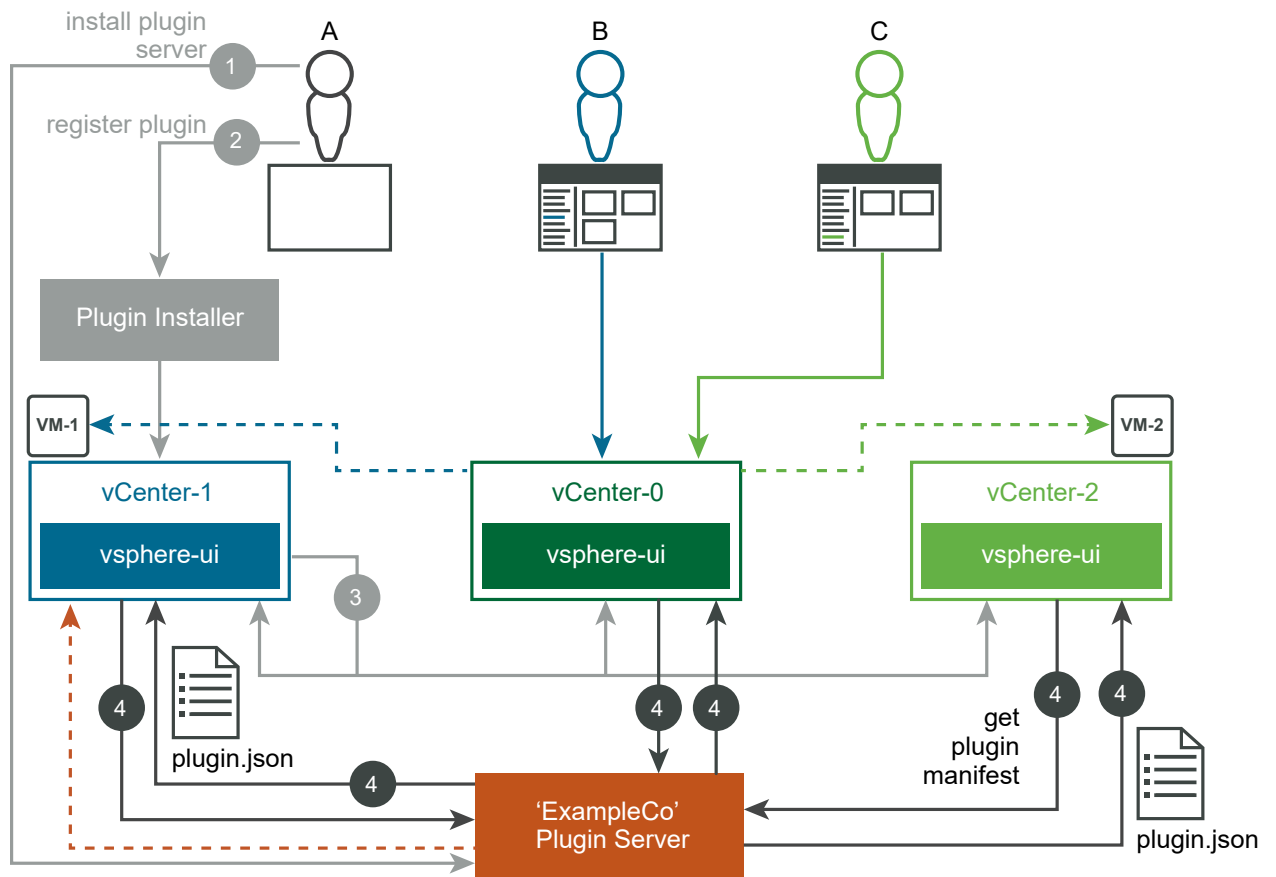 install plugin
server
1
A
B
C
register plugin
2
Plugin Installer
VM-1
VM-2
vCenter-1
vCenter-0
vCenter-2
vsphere-ui
vsphere-ui
vsphere-ui
3
4
4
4
4
4
get
plugin
manifest
plugin.json
4
'ExampleCo'
Plugin Server
plugin.json